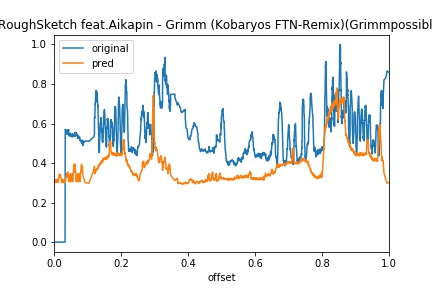 RoughSketch feat.Aikapin - Grimm (Kobaryos FTN-Remix)(Grimmpossibl
original
pred
1.0
0.8
0.6
0.4
0.2
0.0
0.0 0.2 0.4 0.6 0.8 1.0
offset